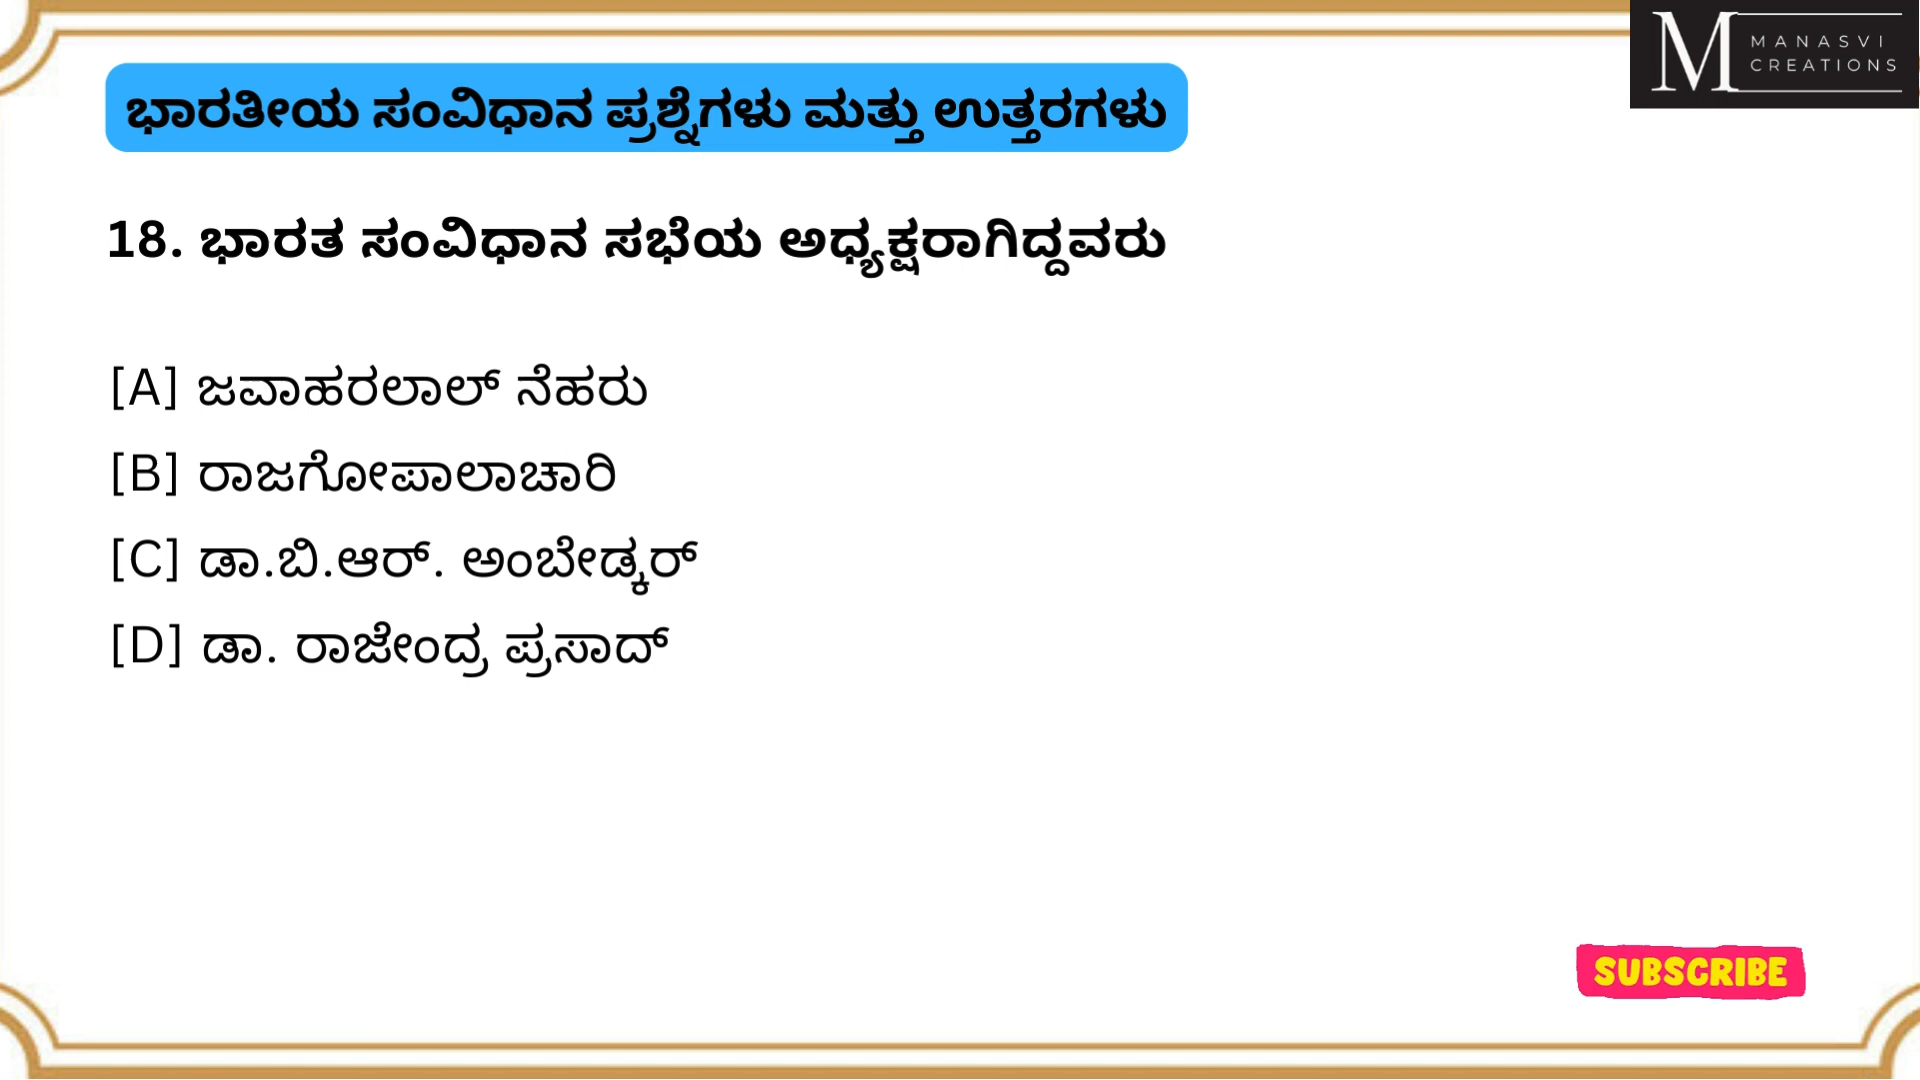 MANASVI
CREATIONS
ಭಾರತೀಯ ಸಂವಿಧಾನ ಪ್ರಶ್ನೆಗಳು ಮತ್ತು ಉತ್ತರಗಳು
18. ಭಾರತ ಸಂವಿಧಾನ ಸಭೆಯ ಅಧ್ಯಕ್ಷರಾಗಿದ್ದವರು
[A] ಜವಾಹರಲಾಲ್ ನೆಹರು
[B] ರಾಜಗೋಪಾಲಾಚಾರಿ
[C] ಡಾ.ಬಿ.ಆರ್. ಅಂಬೇಡ್ಕರ್
[D] ಡಾ. ರಾಜೇಂದ್ರ ಪ್ರಸಾದ್
SUBSCRIBE